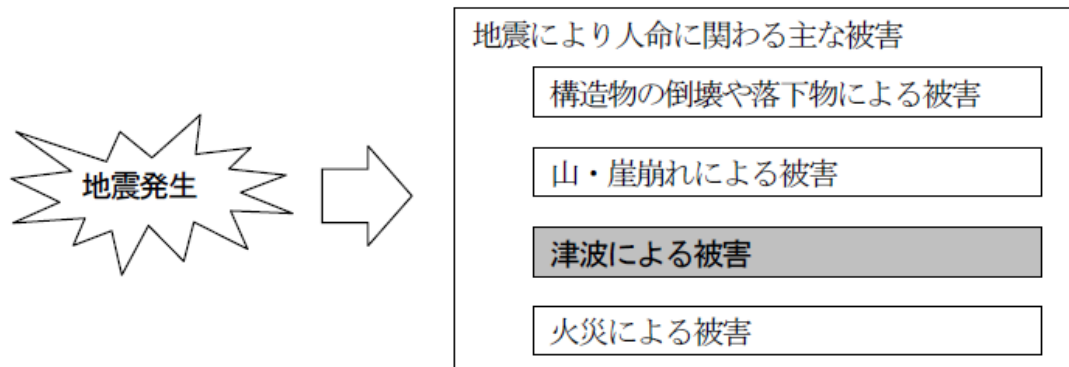 地震により人命に関わる主な被害
構造物の倒壊や落下物による被害
山・崖崩れによる被害
地震発生
津波による被害
火災による被害